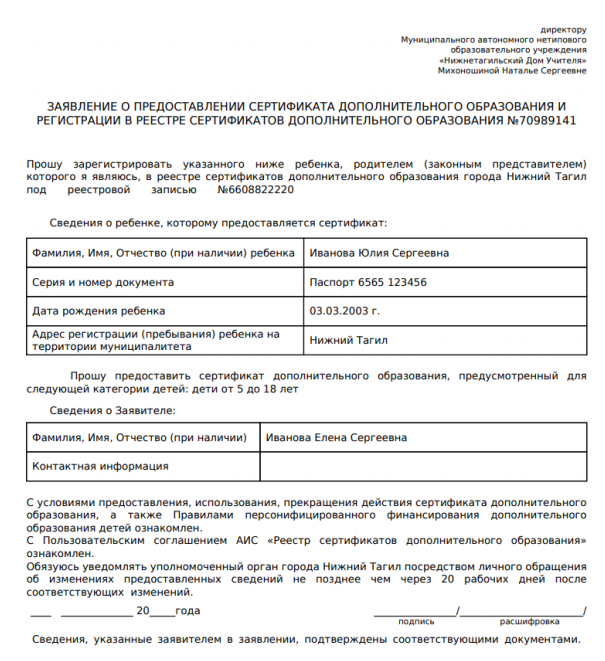 директору
Муниципального автономного нетипового
образовательного учреждения
«Нижнетагильский Дом Учителя»
Михоношиной Наталье Сергеевне
ЗАЯВЛЕНИЕ О ПРЕДОСТАВЛЕНИИ СЕРТИФИКАТА ДОПОЛНИТЕЛЬНОГО ОБРАЗОВАНИЯ И
РЕГИСТРАЦИИ В РЕЕСТРЕ СЕРТИФИКАТОВ ДОПОЛНИТЕЛЬНОГО ОБРАЗОВАНИЯ №70989141
Прошу зарегистрировать указанного ниже ребенка, родителем (законным представителем)
которого я являюсь, в реестре сертификатов дополнительного образования города Нижний Тагил
под реестровой записью №6608822220
Сведения о ребенке, которому предоставляется сертификат:
Фамилия, Имя, Отчество (при наличии) ребенка Иванова Юлия Сергеевна
Серия и номер документа Паспорт 6565 123456
Дата рождения ребенка 03.03.2003 г.
Адрес регистрации (пребывания) ребенка на
территории муниципалитета Нижний Тагил
Прошу предоставить сертификат дополнительного образования, предусмотренный для
следующей категории детей: дети от 5 до 18 лет
Сведения о Заявителе:
Фамилия, Имя, Отчество (при наличии) Иванова Елена Сергеевна
Контактная информация
С условиями предоставления, использования, прекращения действия сертификата дополнительного
образования, а также Правилами персонифицированного финансирования дополнительного
образования детей ознакомлен.
С Пользовательским соглашением АИС «Реестр сертификатов дополнительного образования»
ознакомлен.
Обязуюсь уведомлять уполномоченный орган города Нижний Тагил посредством личного обращения
об изменениях предоставленных сведений не позднее чем через 20 рабочих дней после
соответствующих изменений.
____ ______________ 20_____года ________________/________________________/
подпись расшифровка
Сведения, указанные заявителем в заявлении, подтверждены соответствующими документами.